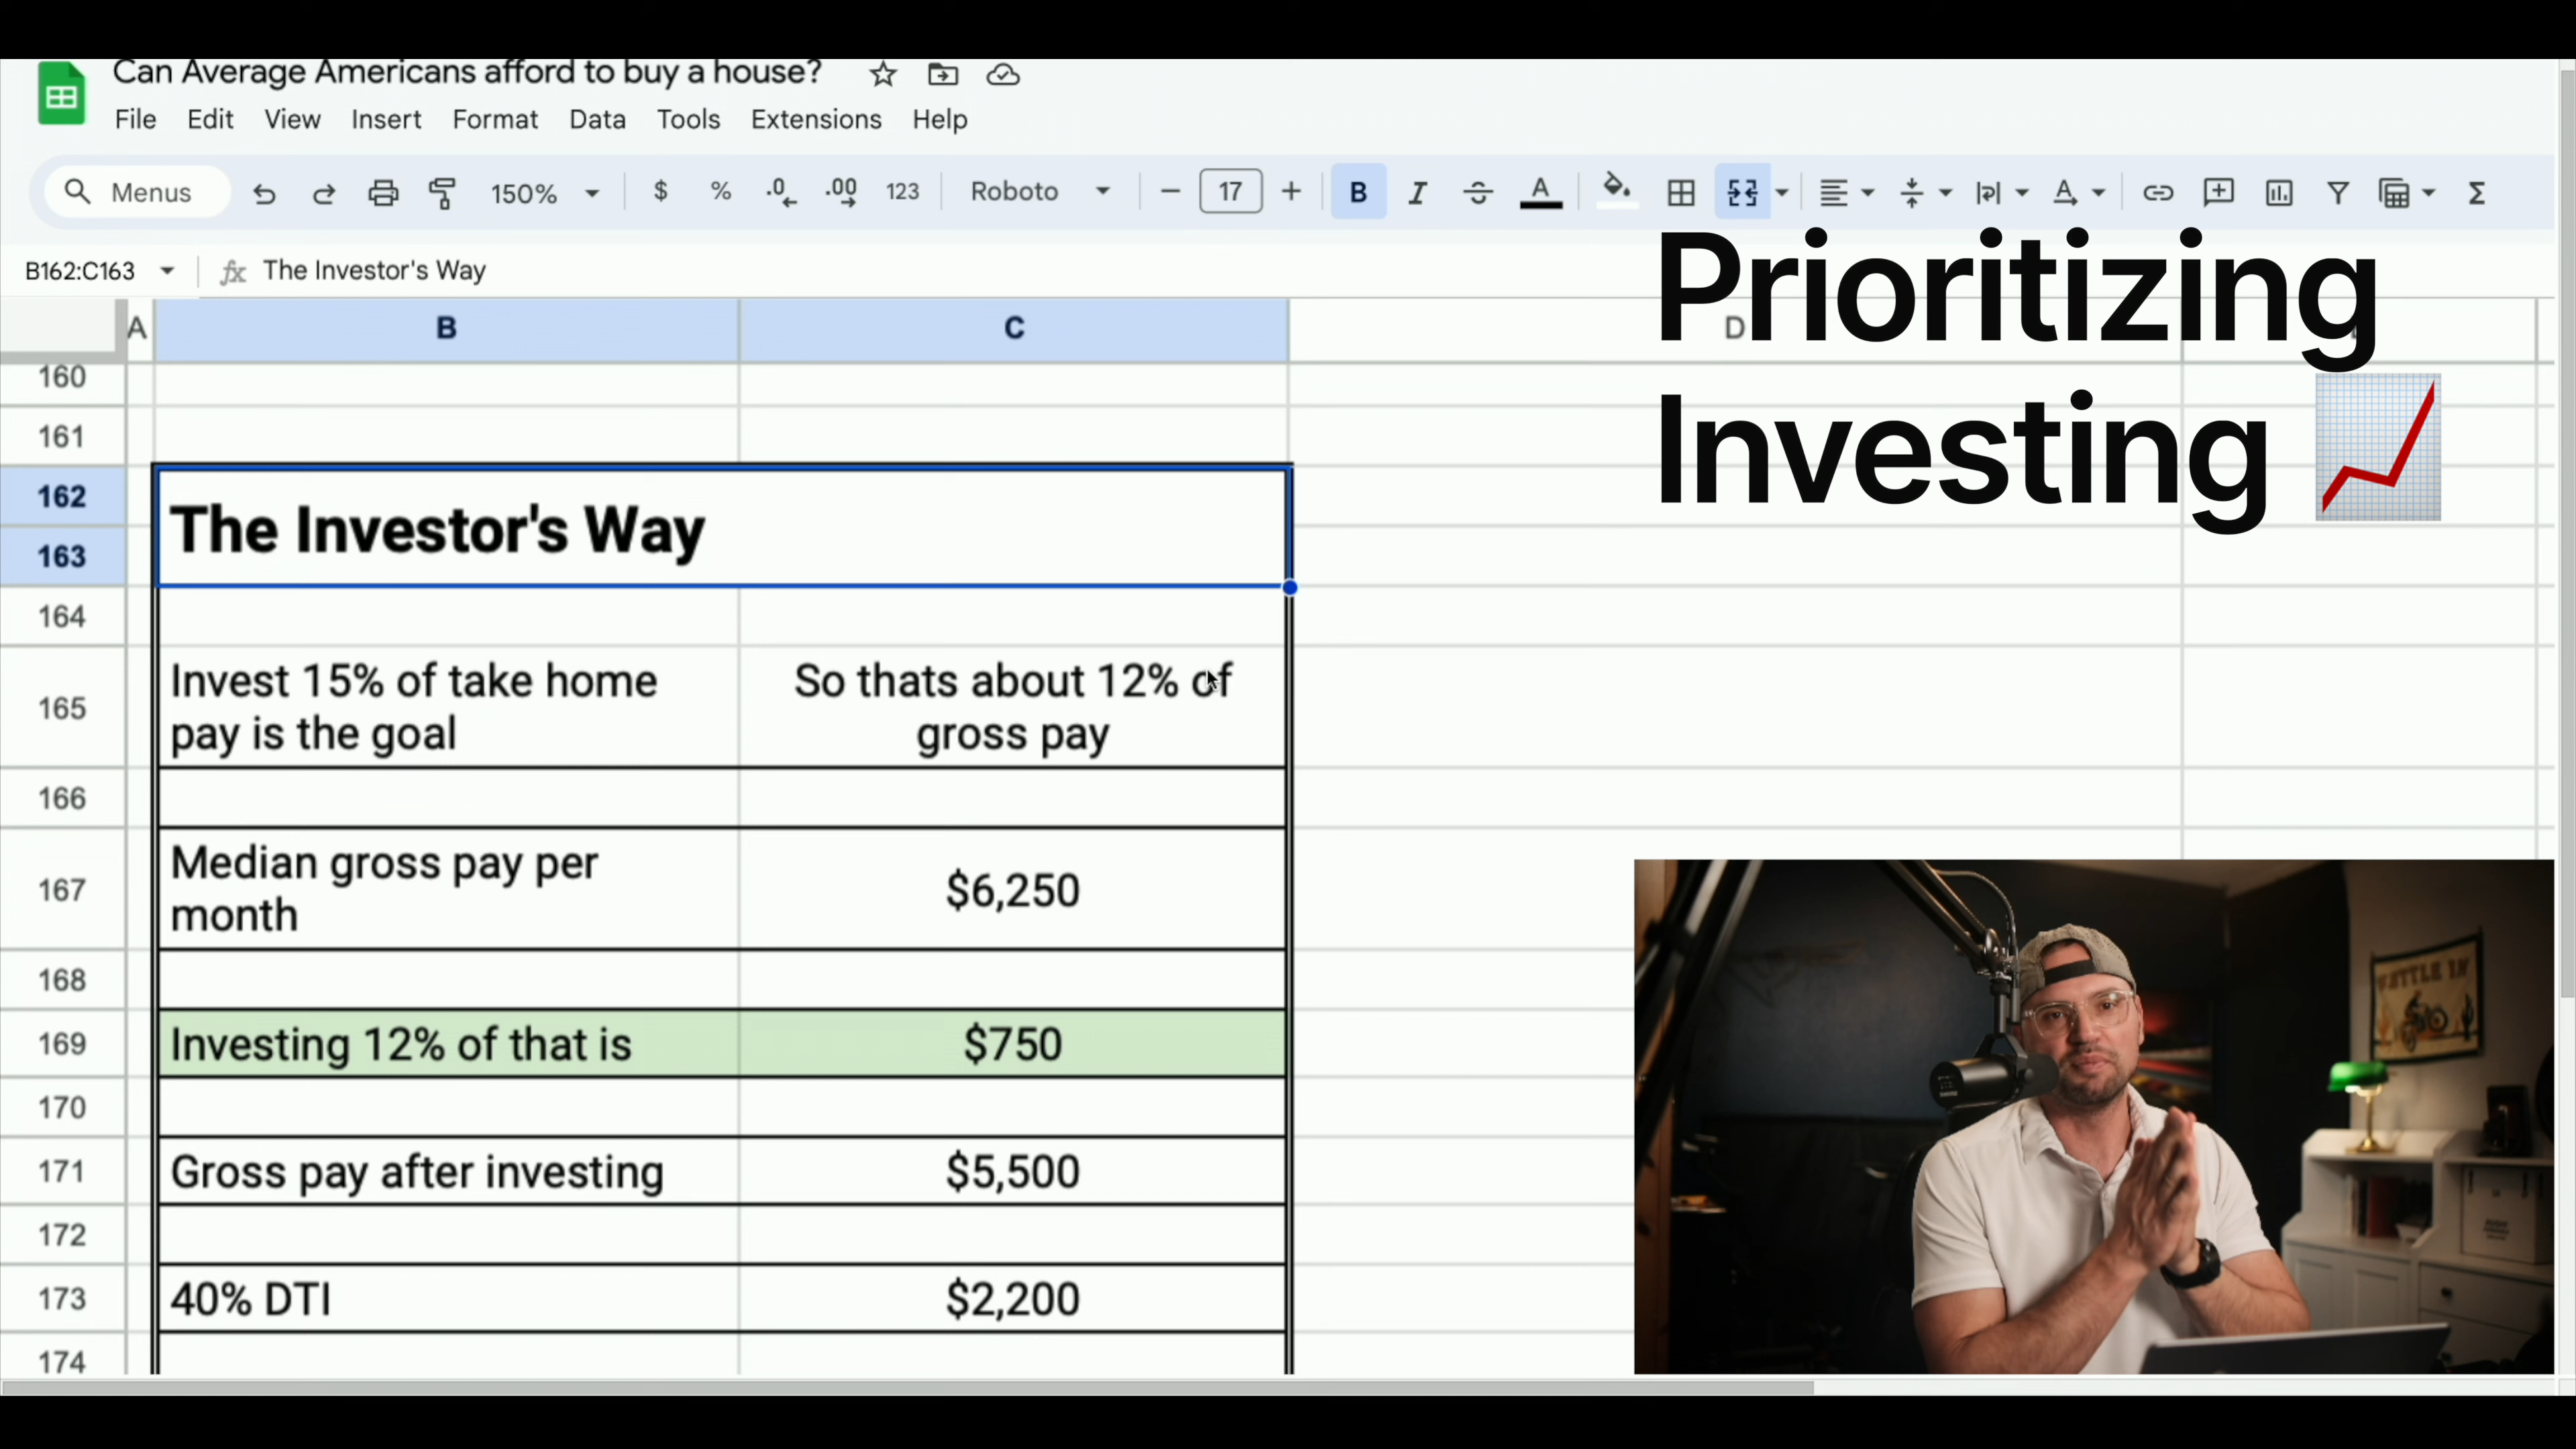 Can Average Americans afford to buy a house?
File Edit View Insert Format Data Tools Extensions Help
Menus 150% $ % .0 .00 123 Roboto 17 B I S A A Σ
B162:C163 fx The Investor's Way
Prioritizing
Investing
A B C D
160
161
162
The Investor's Way
163
164
165
Invest 15% of take home
pay is the goal
So thats about 12% of
gross pay
166
167
Median gross pay per
month
$6,250
168
169 Investing 12% of that is $750
170
171 Gross pay after investing $5,500
172
173 40% DTI $2,200
174